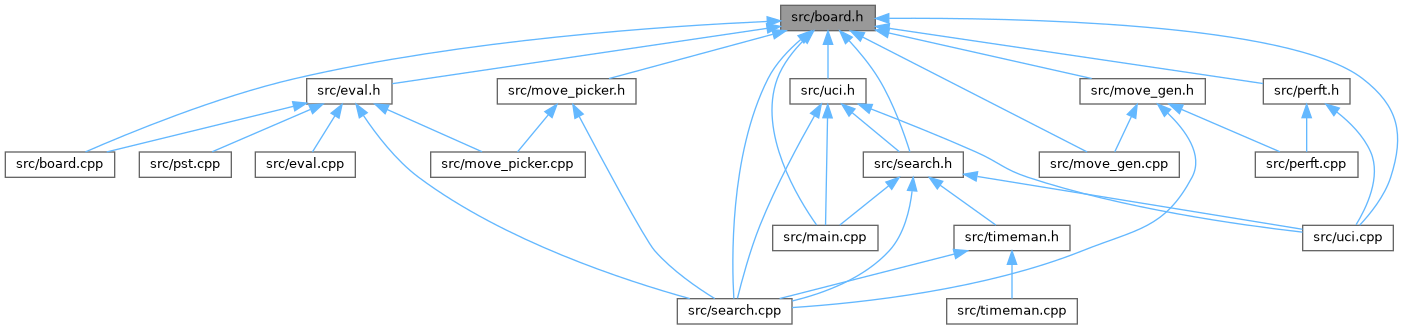 src/board.h
src/eval.h
src/move_picker.h
src/uci.h
src/move_gen.h
src/perft.h
src/board.cpp
src/pst.cpp
src/eval.cpp
src/move_picker.cpp
src/search.h
src/move_gen.cpp
src/perft.cpp
src/main.cpp
src/timeman.h
src/uci.cpp
src/search.cpp
src/timeman.cpp